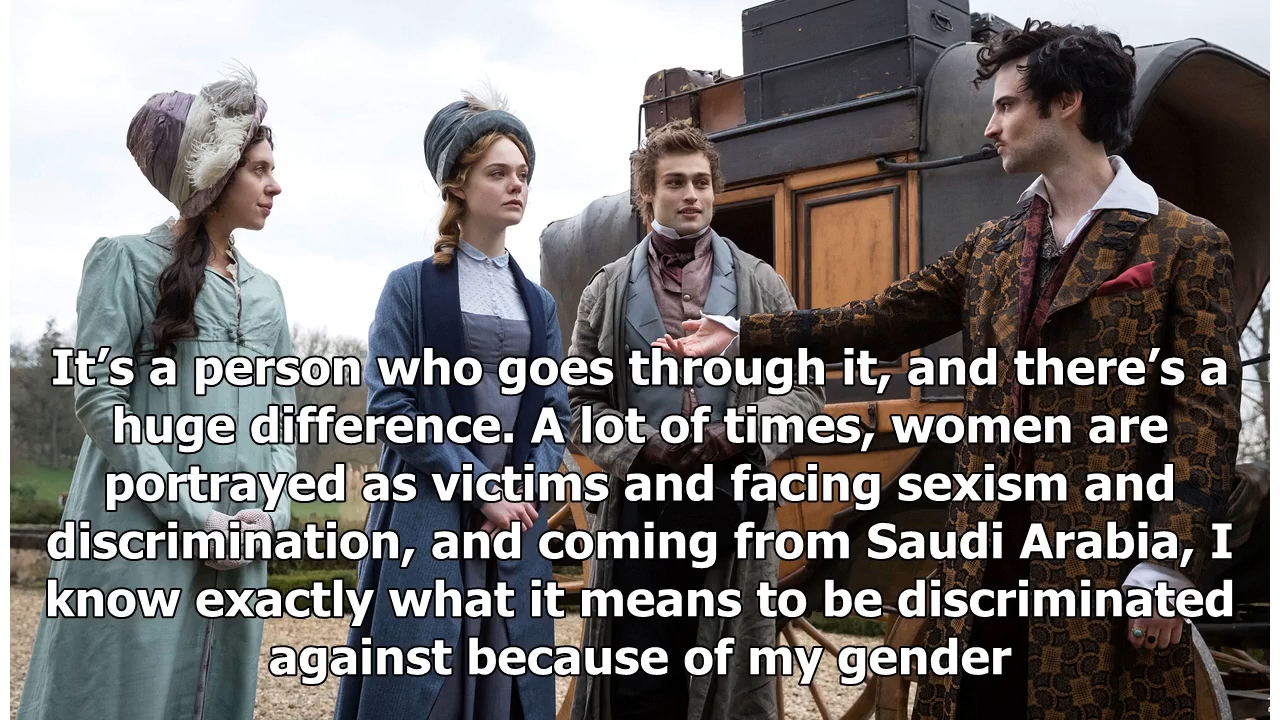 It’s a person who goes through it, and there’s a
huge difference. A lot of times, women are
portrayed as victims and facing sexism and
discrimination, and coming from Saudi Arabia, I
know exactly what it means to be discriminated
against because of my gender